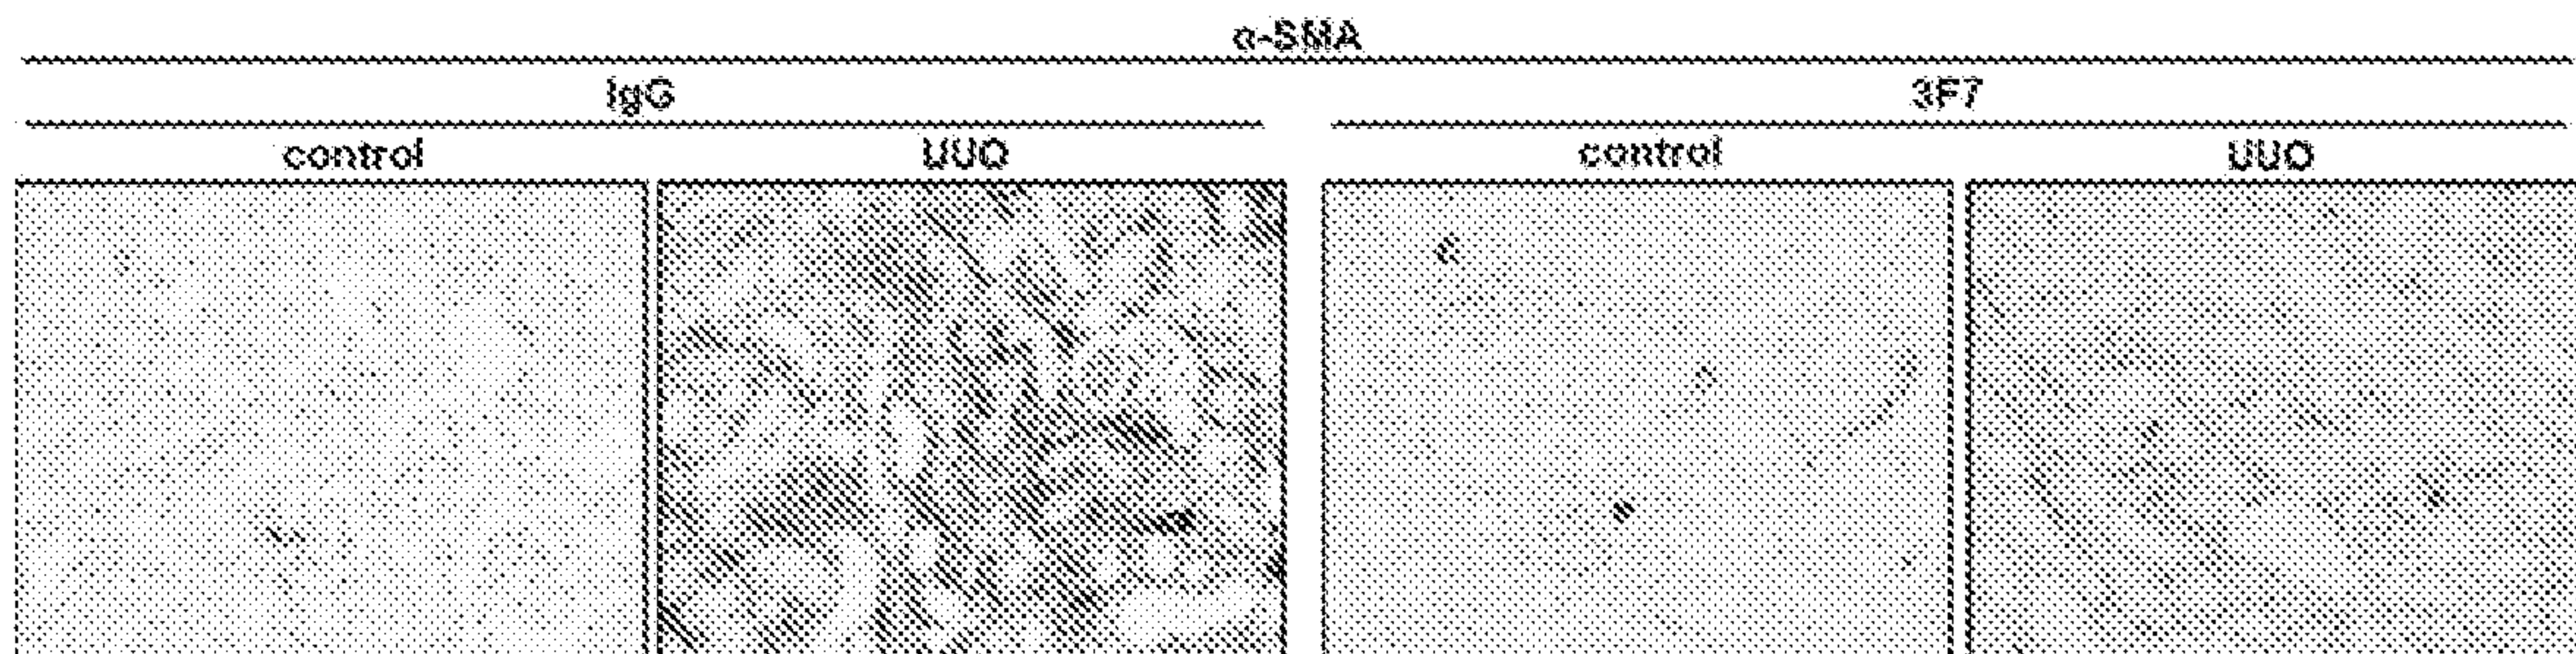 α-SMA
IgG 3F7
control UUO control UUO